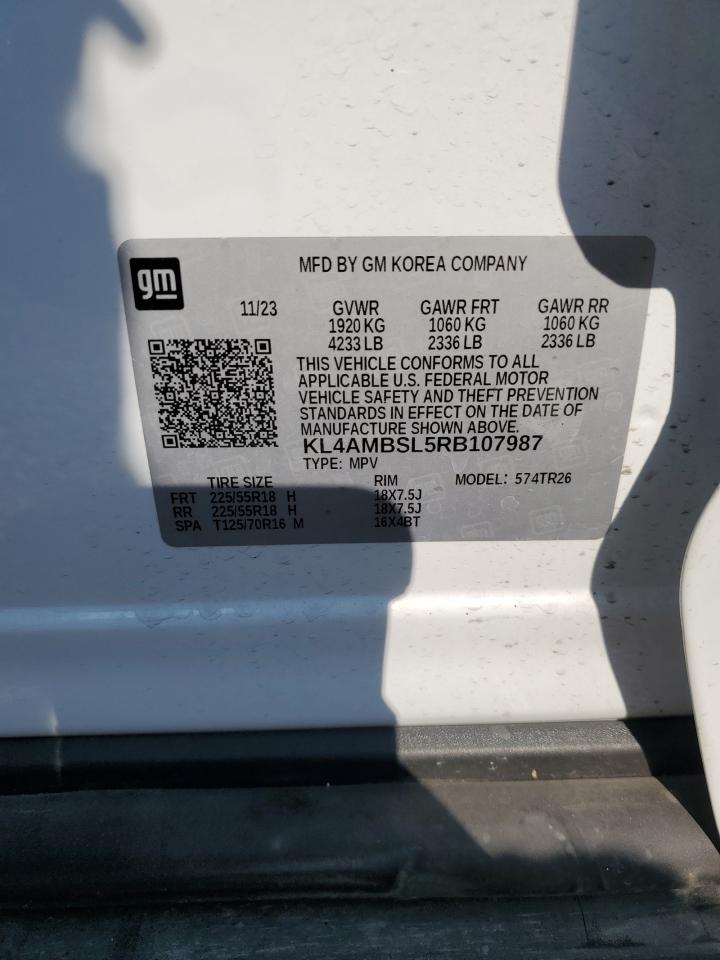 gm
MFD BY GM KOREA COMPANY
11/23 GVWR GAWR FRT GAWR RR
1920 KG 1060 KG 1060 KG
4233 LB 2336 LB 2336 LB
THIS VEHICLE CONFORMS TO ALL
APPLICABLE U.S. FEDERAL MOTOR
VEHICLE SAFETY AND THEFT PREVENTION
STANDARDS IN EFFECT ON THE DATE OF
MANUFACTURE SHOWN ABOVE.
KL4AMBSL5RB107987
TYPE: MPV
TIRE SIZE RIM MODEL: 574TR26
FRT 225/55R18 H 18X7.5J
RR 225/55R18 H 18X7.5J
SPA T125/70R16 M 16X4BT